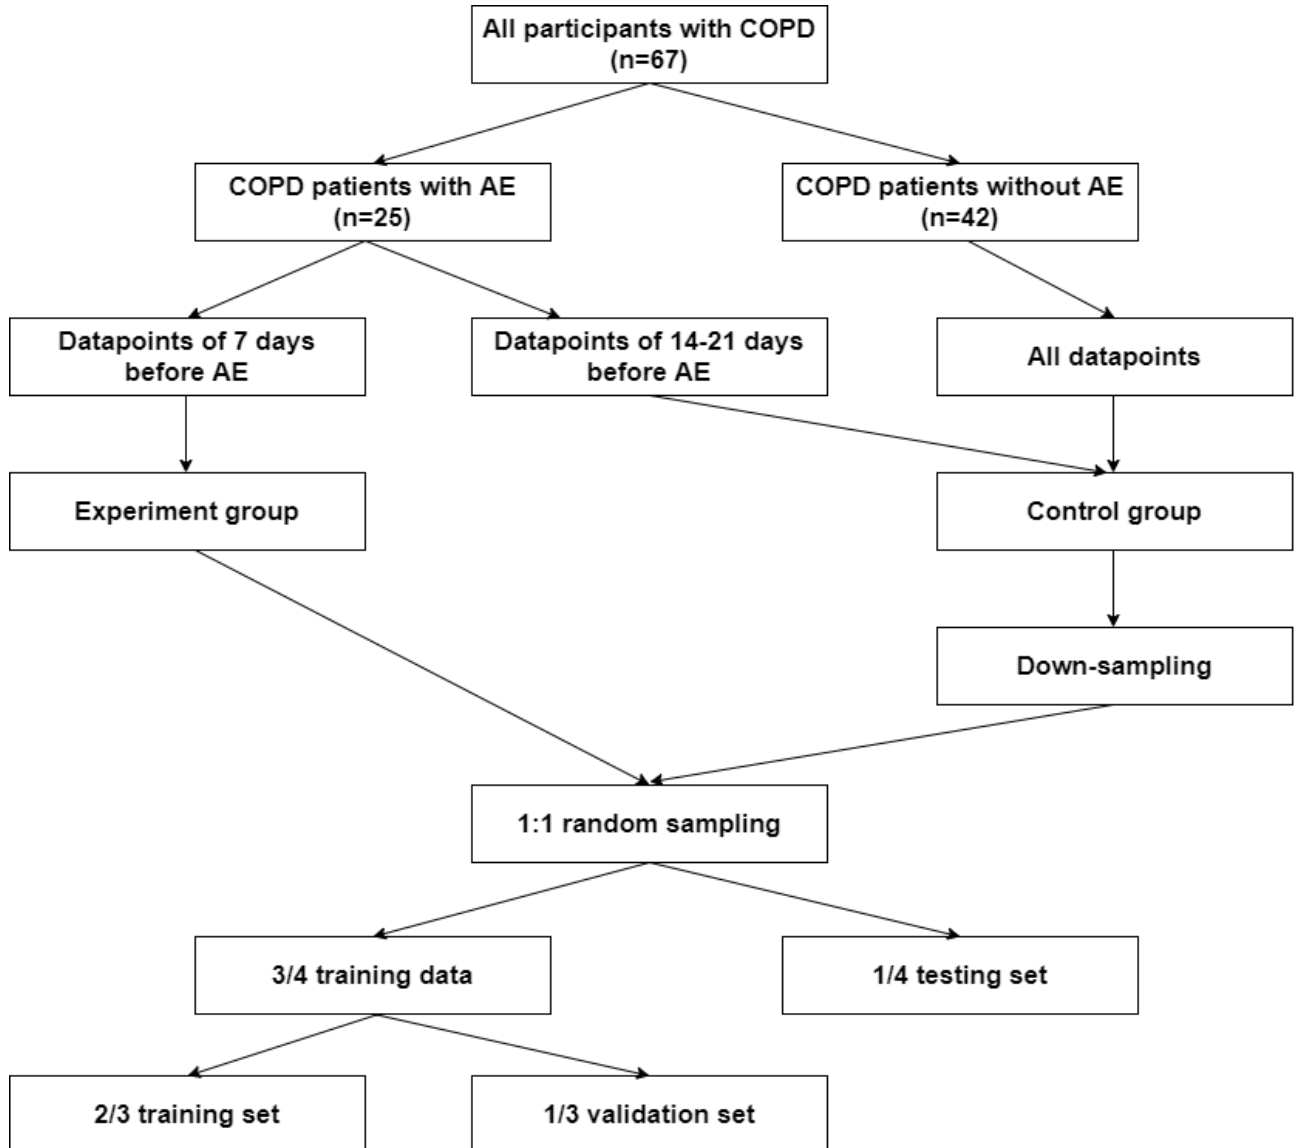 All participants with COPD
(n=67)
COPD patients with AE
(n=25)
COPD patients without AE
(n=42)
Datapoints of 7 days
before AE
Datapoints of 14-21 days
before AE
All datapoints
Experiment group
Control group
Down-sampling
1:1 random sampling
3/4 training data
1/4 testing set
2/3 training set
1/3 validation set